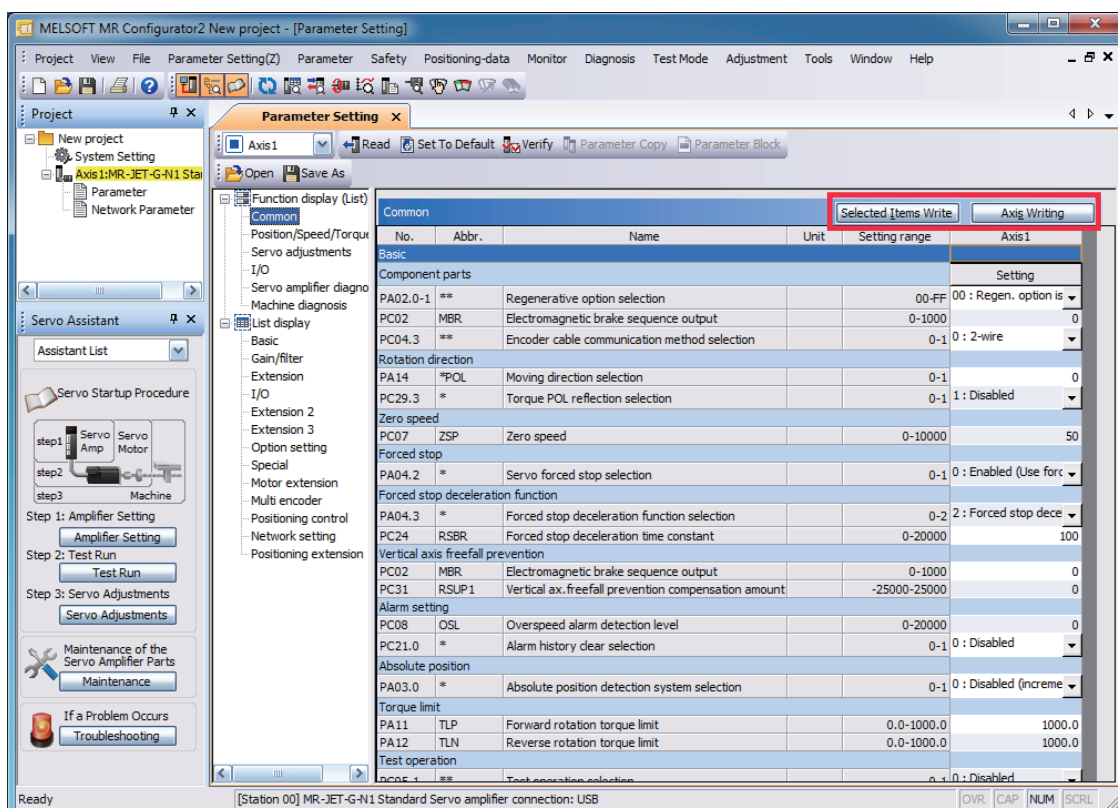 MELSOFT MR Configurator2 New project - [Parameter Setting]
Project View File Parameter Setting(Z) Parameter Safety Positioning-data Monitor Diagnosis Test Mode Adjustment Tools Window Help
Project
New project
System Setting
Axis1:MR-JET-G-N1 Star
Parameter
Network Parameter
Servo Assistant
Assistant List
Servo Startup Procedure
step1 Servo Amp Servo Motor
step2
step3 Machine
Step 1: Amplifier Setting
Amplifier Setting
Step 2: Test Run
Test Run
Step 3: Servo Adjustments
Servo Adjustments
Maintenance of the
Servo Amplifier Parts
Maintenance
If a Problem Occurs
Troubleshooting
Parameter Setting
Axis1 Read Set To Default Verify Parameter Copy Parameter Block
Open Save As
Function display (List)
Common
Position/Speed/Torque
Servo adjustments
I/O
Servo amplifier diagno
Machine diagnosis
List display
Basic
Gain/filter
Extension
I/O
Extension 2
Extension 3
Option setting
Special
Motor extension
Multi encoder
Positioning control
Network setting
Positioning extension
Common Selected Items Write Axis Writing
No. Abbr. Name Unit Setting range Axis1
Basic
Component parts Setting
PA02.0-1 ** Regenerative option selection 00-FF 00 : Regen. option is
PC02 MBR Electromagnetic brake sequence output 0-1000 0
PC04.3 ** Encoder cable communication method selection 0-1 0 : 2-wire
Rotation direction
PA14 *POL Moving direction selection 0-1 0
PC29.3 * Torque POL reflection selection 0-1 1 : Disabled
Zero speed
PC07 ZSP Zero speed 0-10000 50
Forced stop
PA04.2 * Servo forced stop selection 0-1 0 : Enabled (Use forc
Forced stop deceleration function
PA04.3 * Forced stop deceleration function selection 0-2 2 : Forced stop dece
PC24 RSBR Forced stop deceleration time constant 0-20000 100
Vertical axis freefall prevention
PC02 MBR Electromagnetic brake sequence output 0-1000 0
PC31 RSUP1 Vertical ax.freefall prevention compensation amount -25000-25000 0
Alarm setting
PC08 OSL Overspeed alarm detection level 0-20000 0
PC21.0 * Alarm history clear selection 0-1 0 : Disabled
Absolute position
PA03.0 * Absolute position detection system selection 0-1 0 : Disabled (increme
Torque limit
PA11 TLP Forward rotation torque limit 0.0-1000.0 1000.0
PA12 TLN Reverse rotation torque limit 0.0-1000.0 1000.0
Test operation
PC05.1 ** Test operation selection 0-1 0 : Disabled
Ready [Station 00] MR-JET-G-N1 Standard Servo amplifier connection: USB OVR CAP NUM SCRL